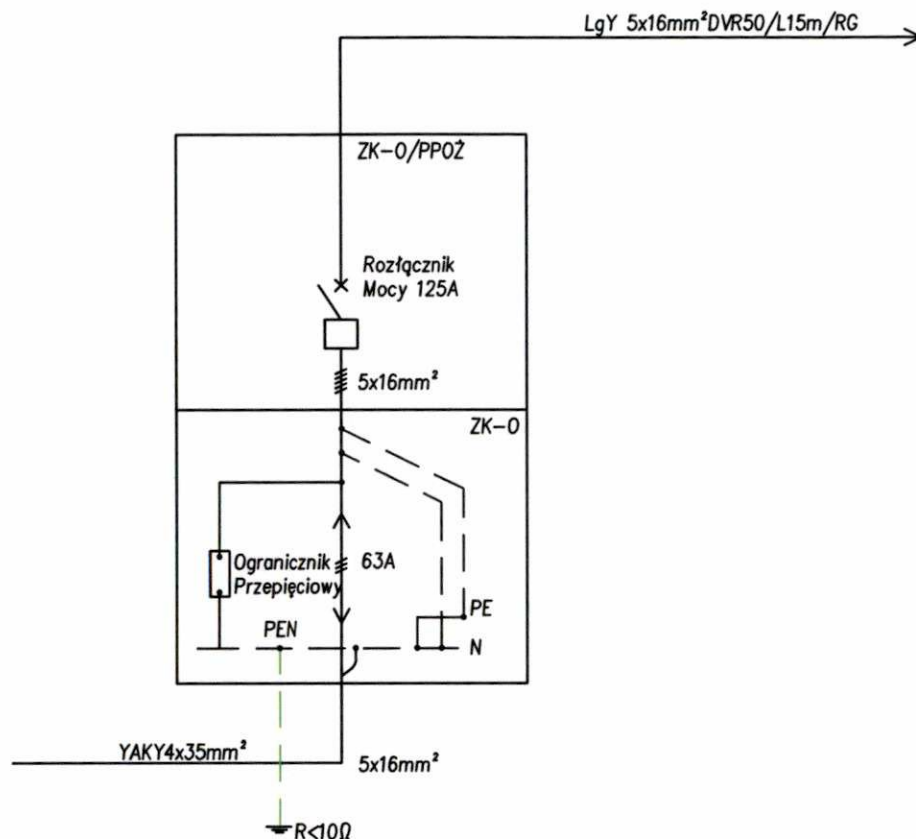 LgY 5x16mm²DVR50/L15m/RG
ZK-0/PPOŻ
Rozłącznik
Mocy 125A
5x16mm²
ZK-0
Ogranicznik
Przepięciowy
63A
PE
PEN
N
YAKY4x35mm²
5x16mm²
R<10Ω